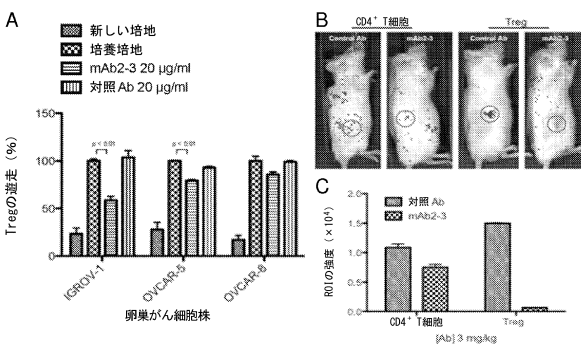 A
新しい培地
培養培地
mAb2-3 20 μg/ml
対照Ab 20 μg/ml
Tregの遊走 (%)
150
100
50
0
p < 0.01
p < 0.01
IGROV-1
OVCAR-5
OVCAR-8
卵巣がん細胞株
B
CD4⁺ T細胞
Treg
Control Ab
mAb2-3
Control Ab
mAb2-3
C
対照 Ab
mAb2-3
ROIの強度 (×10⁴)
2.0
1.5
1.0
0.5
0.0
CD4⁺ T細胞
Treg
[Ab] 3 mg/kg